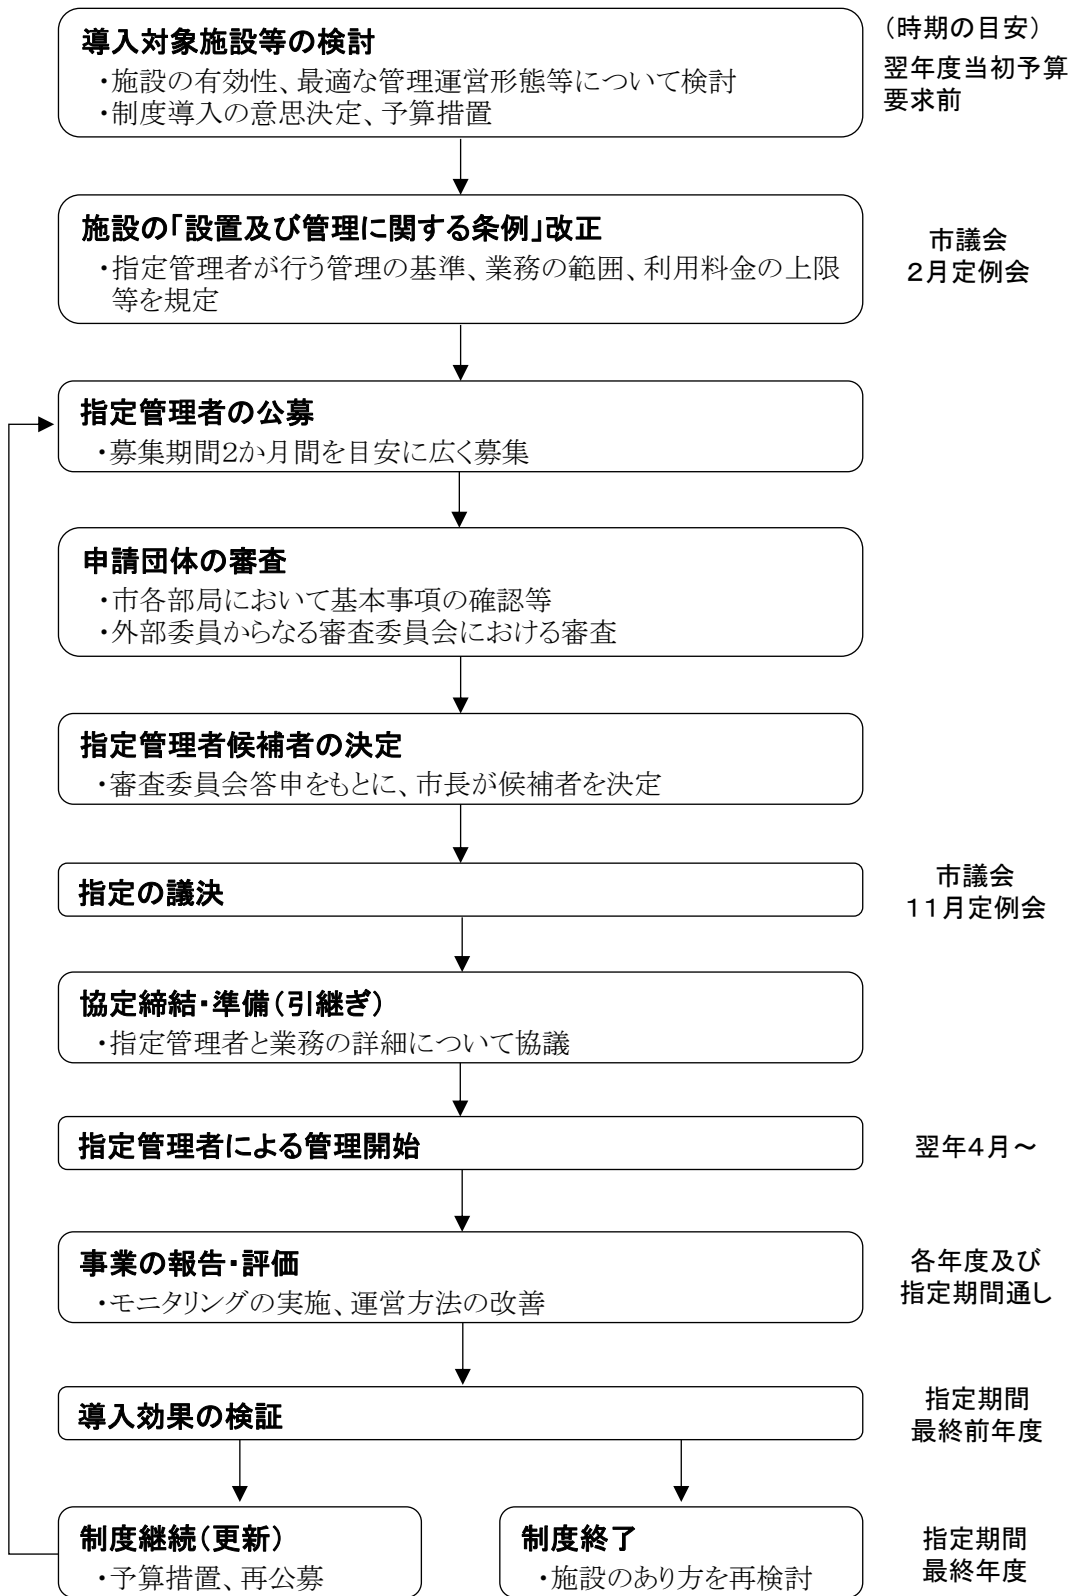 導入対象施設等の検討
・施設の有効性、最適な管理運営形態等について検討
・制度導入の意思決定、予算措置
（時期の目安）
翌年度当初予算
要求前
施設の「設置及び管理に関する条例」改正
・指定管理者が行う管理の基準、業務の範囲、利用料金の上限
等を規定
市議会
２月定例会
指定管理者の公募
・募集期間2か月間を目安に広く募集
申請団体の審査
・市各部局において基本事項の確認等
・外部委員からなる審査委員会における審査
指定管理者候補者の決定
・審査委員会答申をもとに、市長が候補者を決定
指定の議決
市議会
１１月定例会
協定締結・準備（引継ぎ）
・指定管理者と業務の詳細について協議
指定管理者による管理開始
翌年４月～
事業の報告・評価
・モニタリングの実施、運営方法の改善
各年度及び
指定期間通し
導入効果の検証
指定期間
最終前年度
制度継続（更新）
・予算措置、再公募
制度終了
・施設のあり方を再検討
指定期間
最終年度